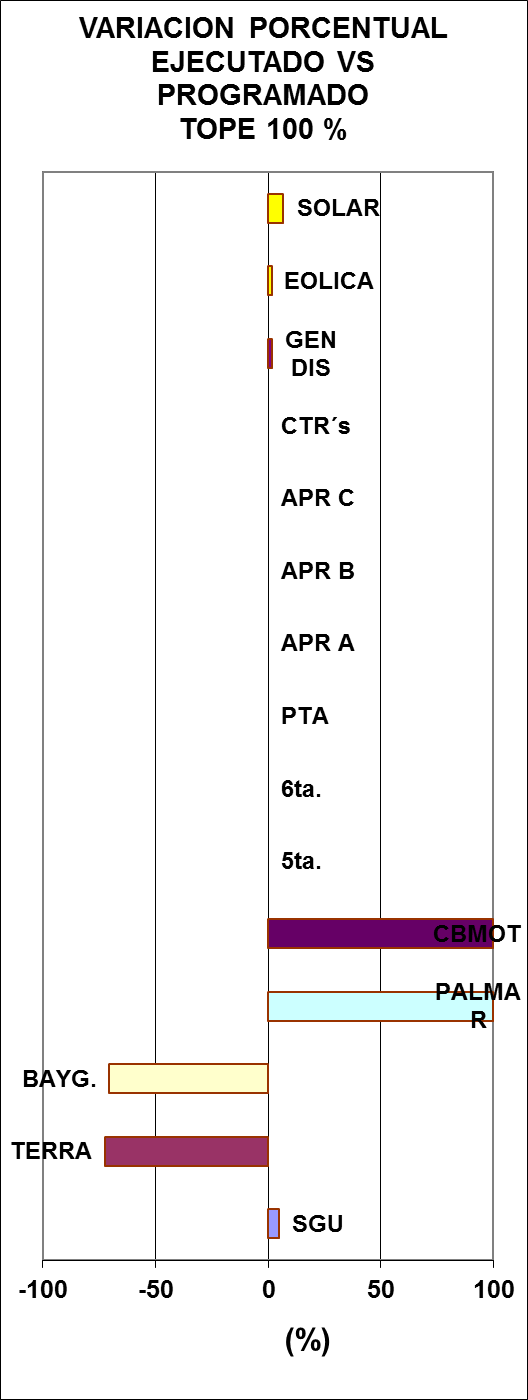 VARIACION PORCENTUAL
EJECUTADO VS
PROGRAMADO
TOPE 100 %
SOLAR
EOLICA
GEN
DIS
CTR´s
APR C
APR B
APR A
PTA
6ta.
5ta.
CBMOT
PALMA
R
BAYG.
TERRA
SGU
-100 -50 0 50 100
(%)